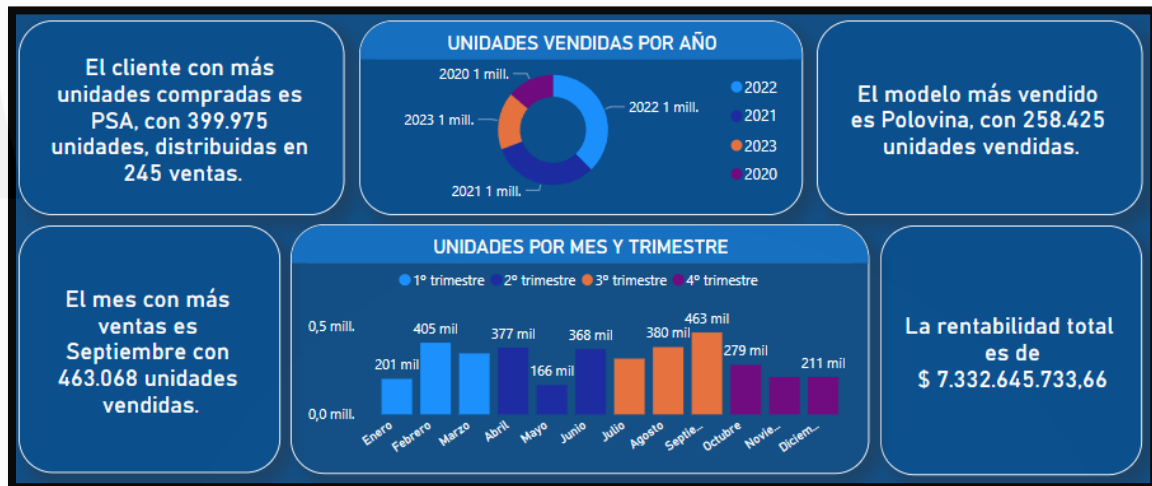 El cliente con más
unidades compradas es
PSA, con 399.975
unidades, distribuidas en
245 ventas.
UNIDADES VENDIDAS POR AÑO
2020 1 mill.
2023 1 mill.
2022 1 mill.
2021 1 mill.
2022
2021
2023
2020
El modelo más vendido
es Polovina, con 258.425
unidades vendidas.
El mes con más
ventas es
Septiembre con
463.068 unidades
vendidas.
UNIDADES POR MES Y TRIMESTRE
1º trimestre 2º trimestre 3º trimestre 4º trimestre
0,5 mill.
0,0 mill.
201 mil
405 mil
377 mil
166 mil
368 mil
380 mil
463 mil
279 mil
211 mil
Enero
Febrero
Marzo
Abril
Mayo
Junio
Julio
Agosto
Septie...
Octubre
Novie...
Diciem...
La rentabilidad total
es de
$ 7.332.645.733,66